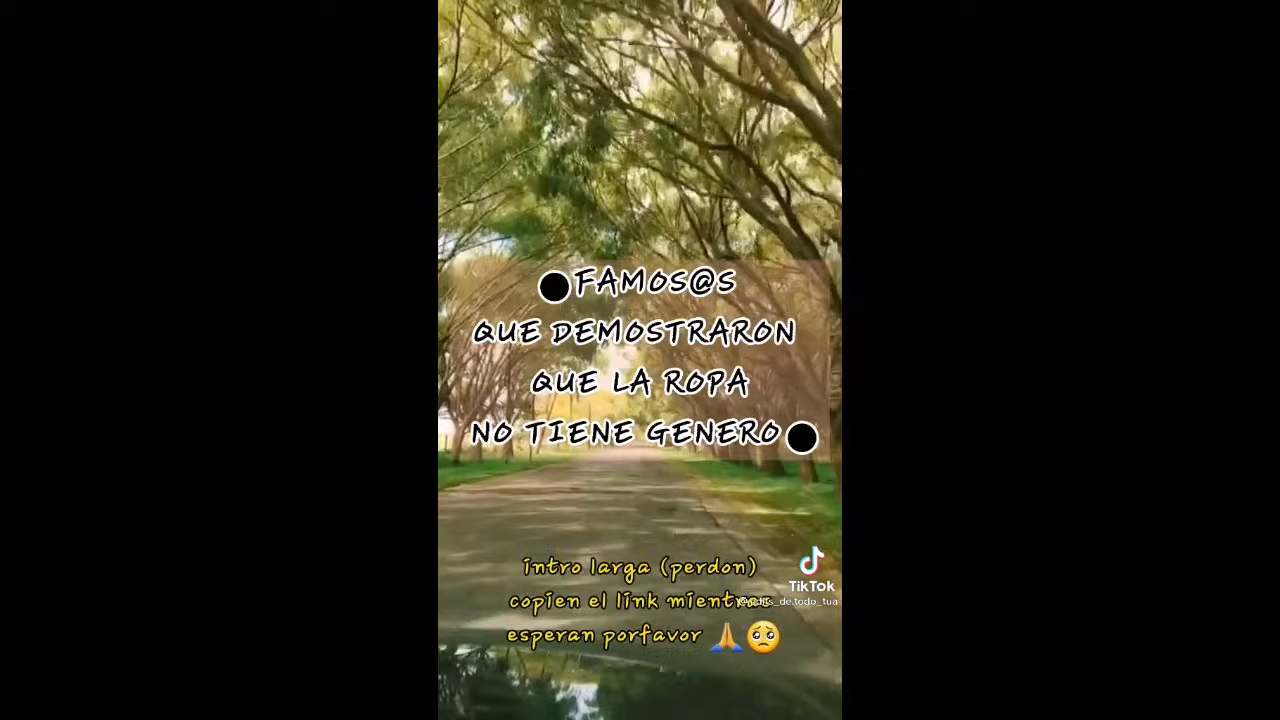 FAMOS@S
QUE DEMOSTRARON
QUE LA ROPA
NO TIENE GENERO
intro larga (perdon)
copien el link mientras
esperan porfavor 🙏🥺
TikTok